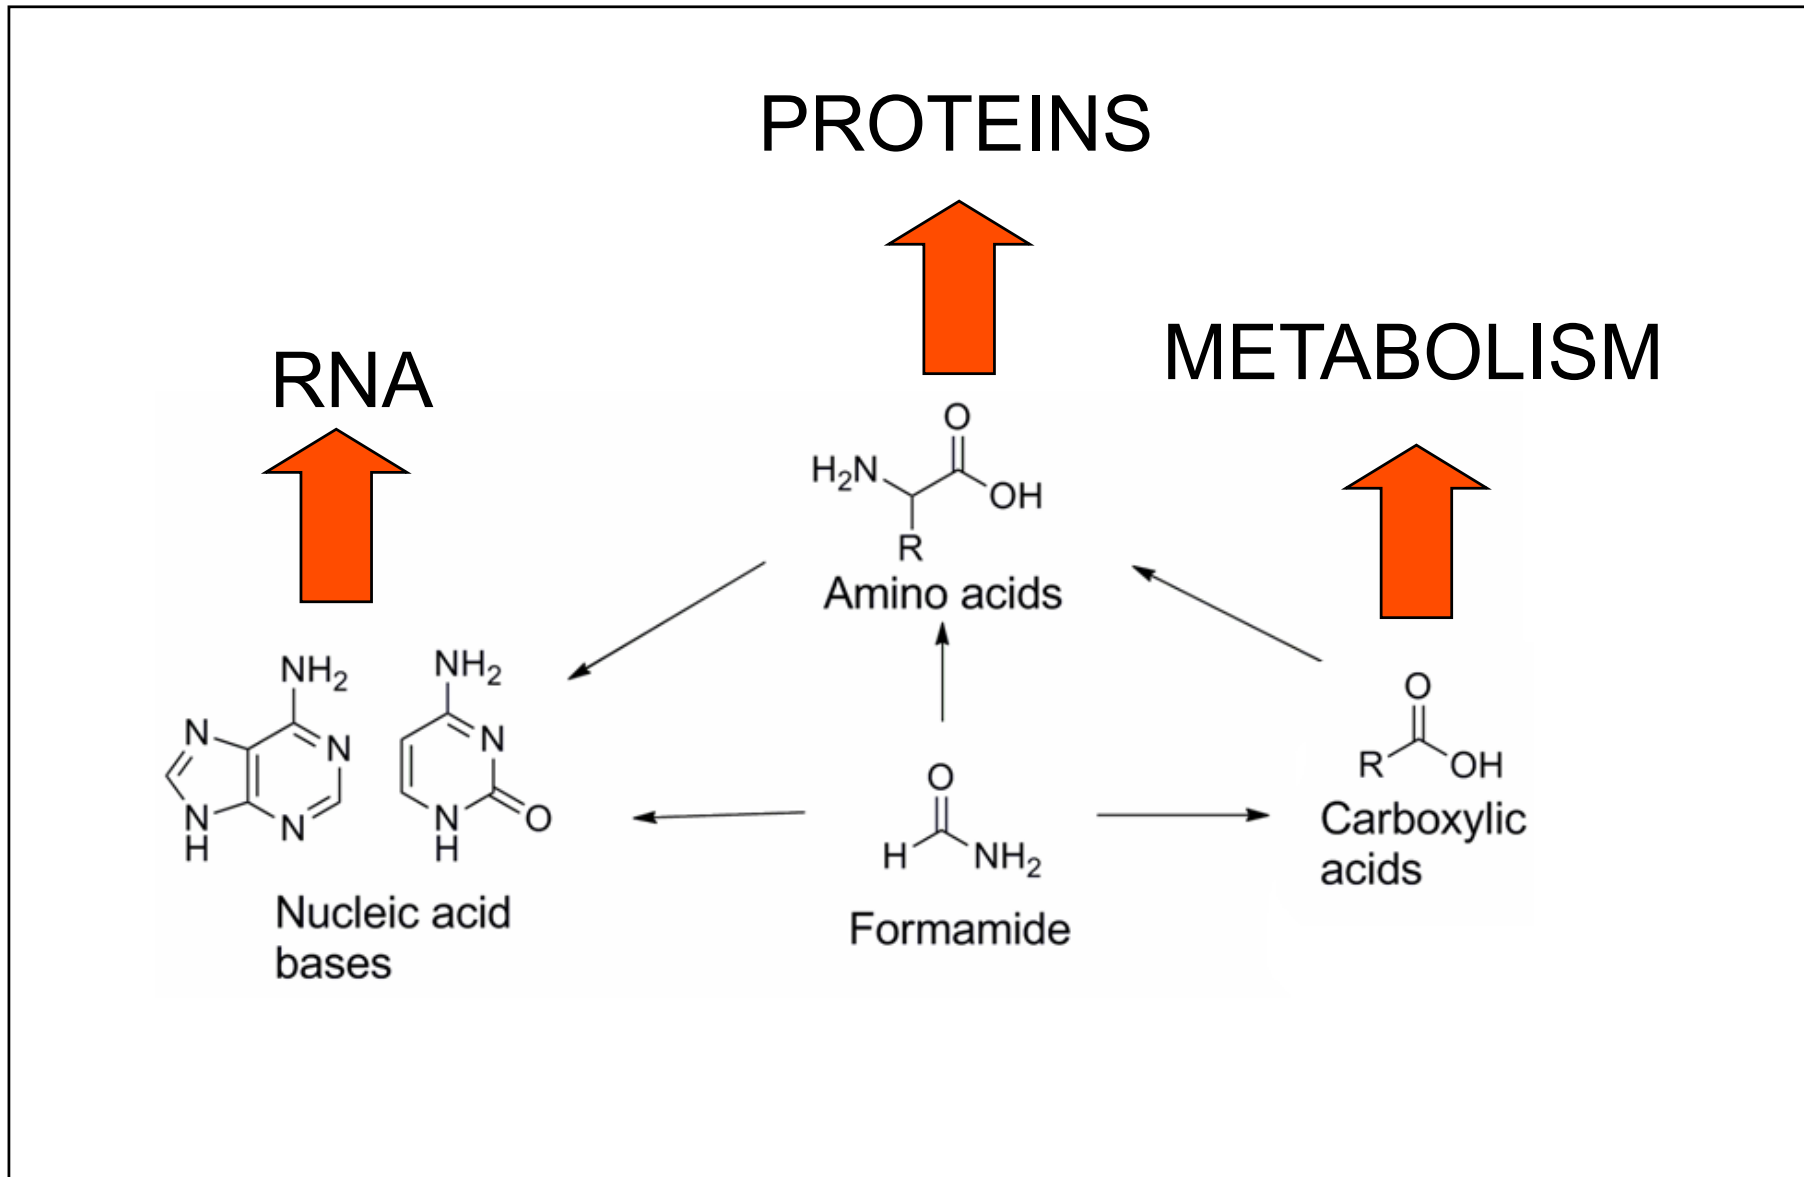 PROTEINS
METABOLISM
RNA
O
H₂N
OH
R
Amino acids
NH₂
NH₂
N
N
N
O
N
N
H
N
H
O
R
OH
Carboxylic
acids
O
H
NH₂
Formamide
Nucleic acid
bases